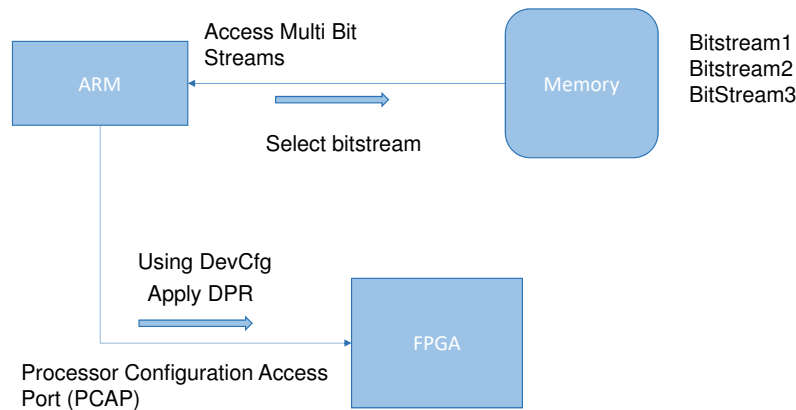 Access Multi Bit
Streams
ARM
Memory
Bitstream1
Bitstream2
BitStream3
Select bitstream
Using DevCfg
Apply DPR
FPGA
Processor Configuration Access
Port (PCAP)